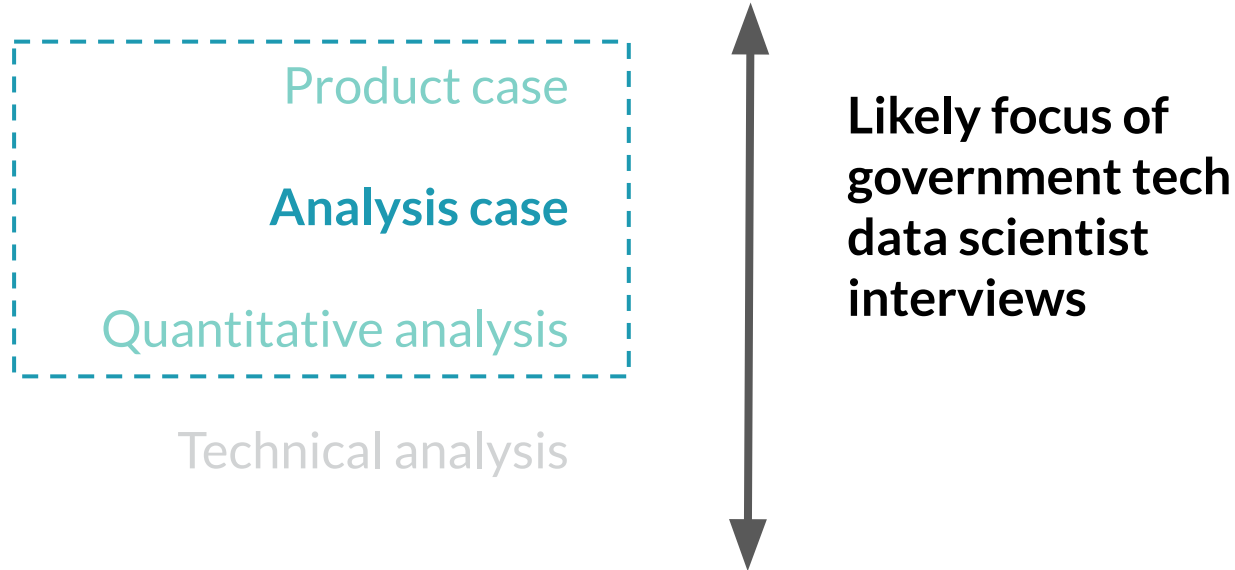 Product case
Analysis case
Quantitative analysis
Technical analysis
Likely focus of
government tech
data scientist
interviews